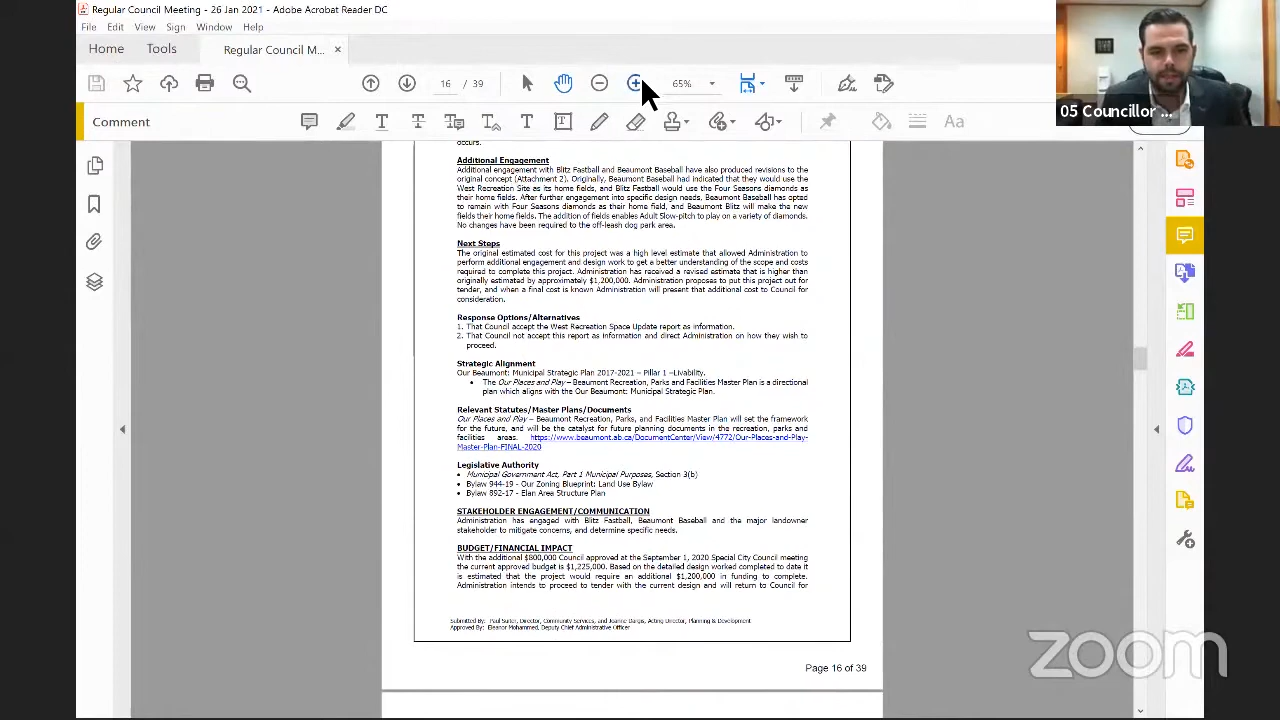 Regular Council Meeting - 26 Jan 2021 - Adobe Acrobat Reader DC
File Edit View Sign Window Help
Home Tools Regular Council M... ×
16 / 39 65%
05 Councillor ...
Comment
occurs.
Additional Engagement
Additional engagement with Blitz Fastball and Beaumont Baseball have also produced revisions to the
original concept (Attachment 2). Originally, Beaumont Baseball had indicated that they would use the
West Recreation Site as its home fields, and Blitz Fastball would use the Four Seasons diamonds as
their home fields. After further engagement into specific design needs, Beaumont Baseball has opted
to remain with Four Seasons diamonds as their home field, and Beaumont Blitz will make the new
fields their home fields. The addition of fields enables Adult Slow-pitch to play on a variety of diamonds.
No changes have been required to the off-leash dog park area.
Next Steps
The original estimated cost for this project was a high level estimate that allowed Administration to
perform additional engagement and design work to get a better understanding of the scope and costs
required to complete this project. Administration has received a revised estimate that is higher than
originally estimated by approximately $1,200,000. Administration proposes to put this project out for
tender, and when a final cost is known Administration will present that additional cost to Council for
consideration.
Response Options/Alternatives
1. That Council accept the West Recreation Space Update report as information.
2. That Council not accept this report as information and direct Administration on how they wish to
proceed.
Strategic Alignment
Our Beaumont: Municipal Strategic Plan 2017-2021 – Pillar 1 –Livability.
• The Our Places and Play – Beaumont Recreation, Parks and Facilities Master Plan is a directional
plan which aligns with the Our Beaumont: Municipal Strategic Plan.
Relevant Statutes/Master Plans/Documents
Our Places and Play – Beaumont Recreation, Parks, and Facilities Master Plan will set the framework
for the future, and will be the catalyst for future planning documents in the recreation, parks and
facilities areas. https://www.beaumont.ab.ca/DocumentCenter/View/4772/Our-Places-and-Play-
Master-Plan-FINAL-2020
Legislative Authority
• Municipal Government Act, Part 1 Municipal Purposes, Section 3(b)
• Bylaw 944-19 - Our Zoning Blueprint: Land Use Bylaw
• Bylaw 892-17 - Elan Area Structure Plan
STAKEHOLDER ENGAGEMENT/COMMUNICATION
Administration has engaged with Blitz Fastball, Beaumont Baseball and the major landowner
stakeholder to mitigate concerns, and determine specific needs.
BUDGET/FINANCIAL IMPACT
With the additional $800,000 Council approved at the September 1, 2020 Special City Council meeting
the current approved budget is $1,225,000. Based on the detailed design worked completed to date it
is estimated that the project would require an additional $1,200,000 in funding to complete.
Administration intends to proceed to tender with the current design and will return to Council for
Submitted By: Paul Suiter, Director, Community Services, and Joanne Dargis, Acting Director, Planning & Development
Approved By: Eleanor Mohammed, Deputy Chief Administrative Officer
Page 16 of 39
zoom